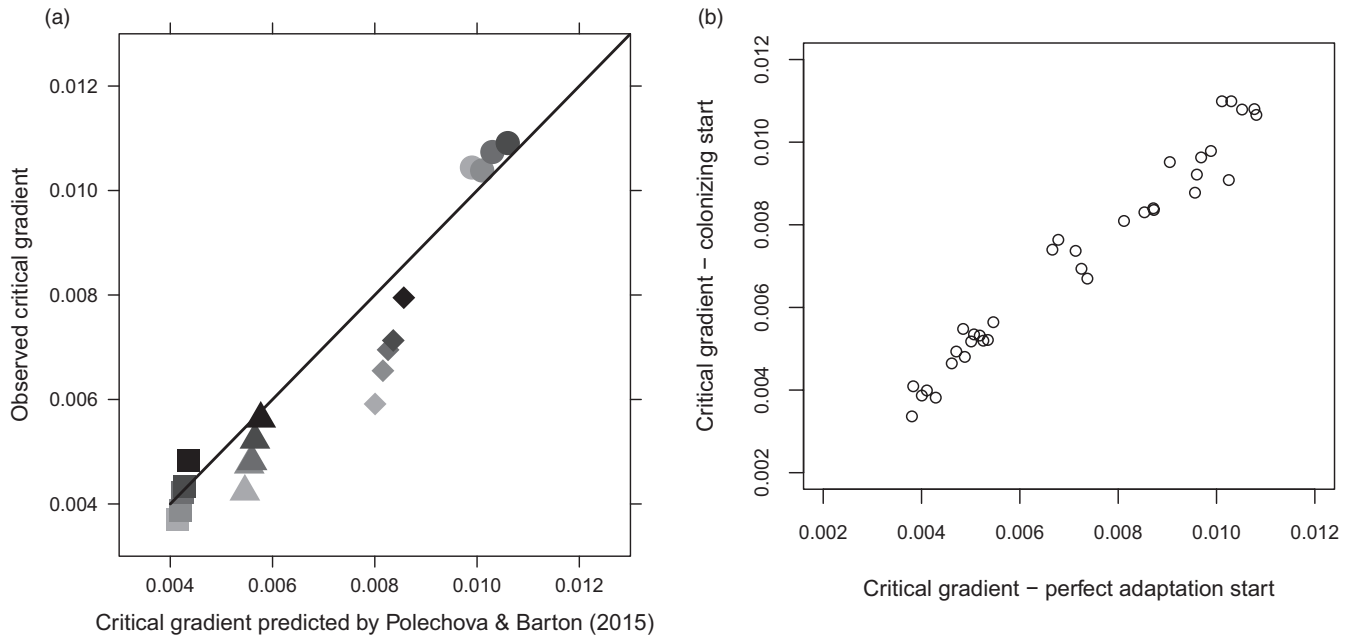 (a)
0.012
0.010
0.008
0.006
0.004
Observed critical gradient
0.004 0.006 0.008 0.010 0.012
Critical gradient predicted by Polechova & Barton (2015)
(b)
0.012
0.010
0.008
0.006
0.004
0.002
Critical gradient − colonizing start
0.002 0.004 0.006 0.008 0.010 0.012
Critical gradient − perfect adaptation start